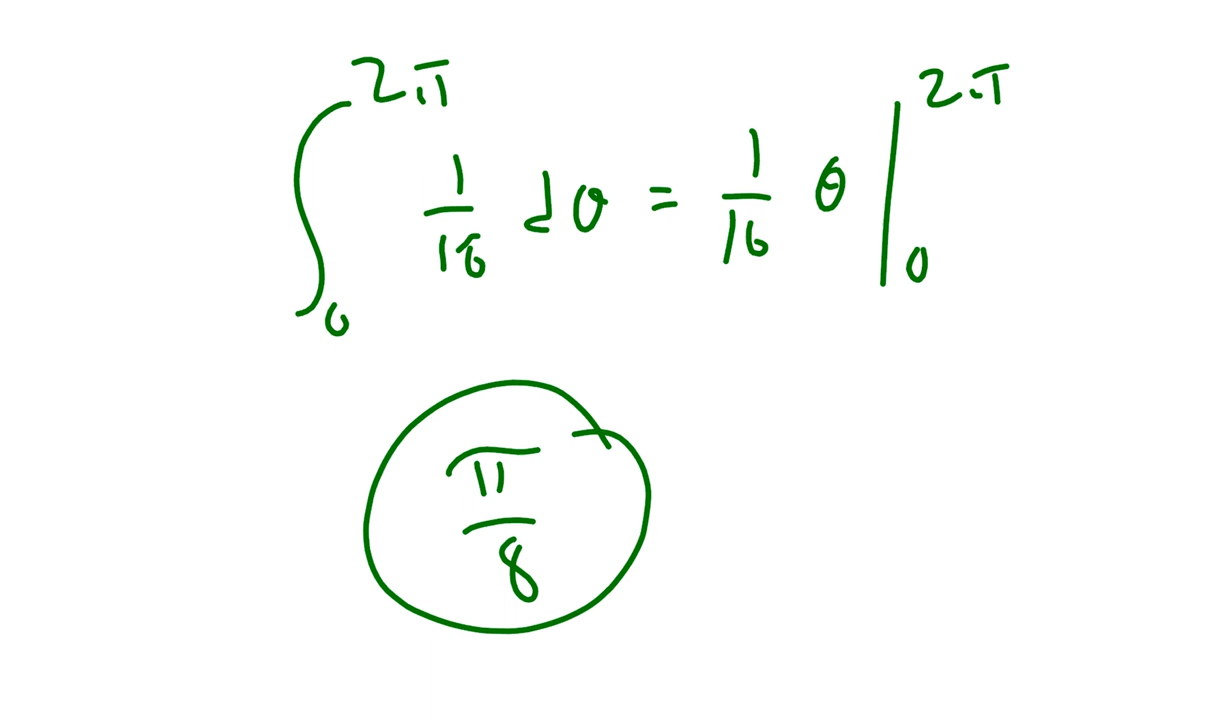 ∫₀^{2π} 1/16 dθ = 1/16 θ |₀^{2π}
π/8